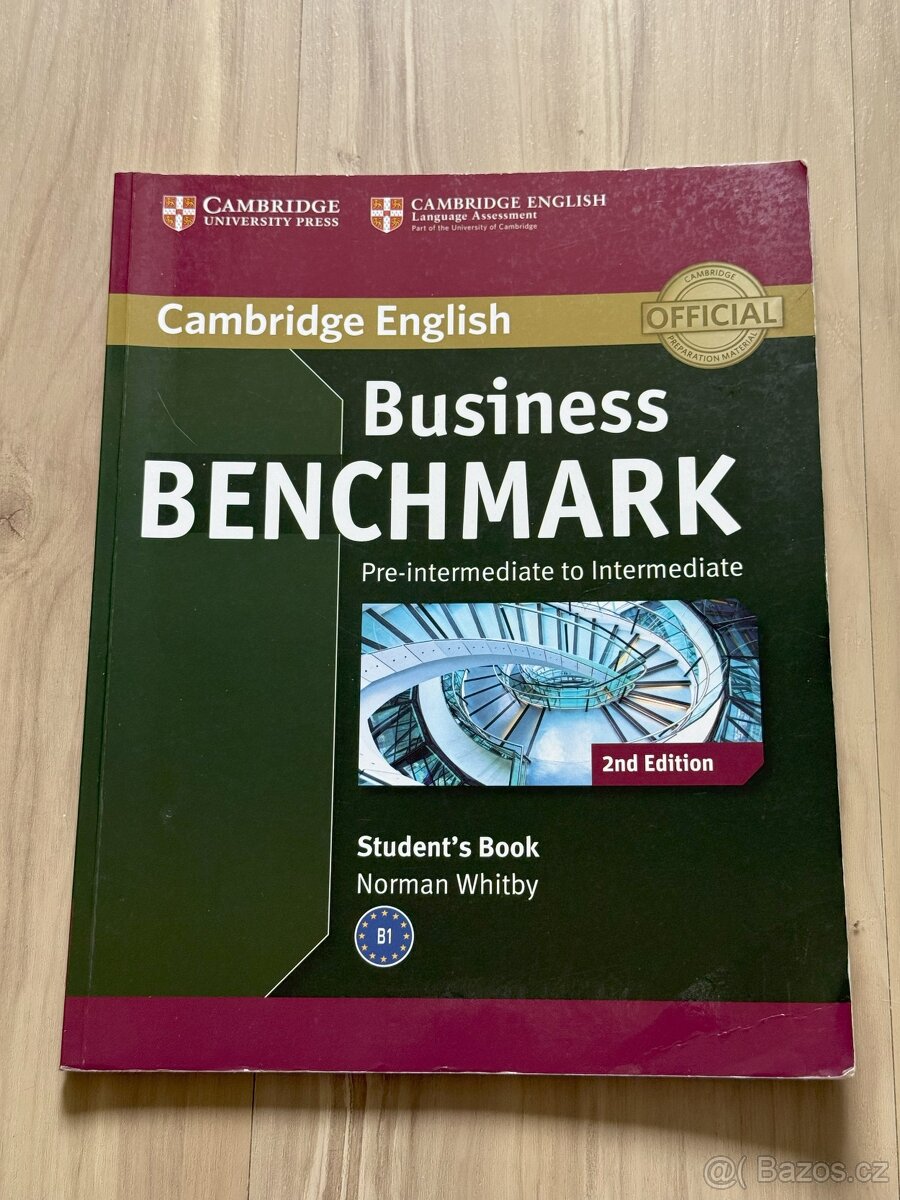 CAMBRIDGE
UNIVERSITY PRESS
CAMBRIDGE ENGLISH
Language Assessment
Part of the University of Cambridge
Cambridge English
CAMBRIDGE
OFFICIAL
PREPARATION MATERIAL
Business
BENCHMARK
Pre-intermediate to Intermediate
2nd Edition
Student's Book
Norman Whitby
B1
@( Bazos.cz